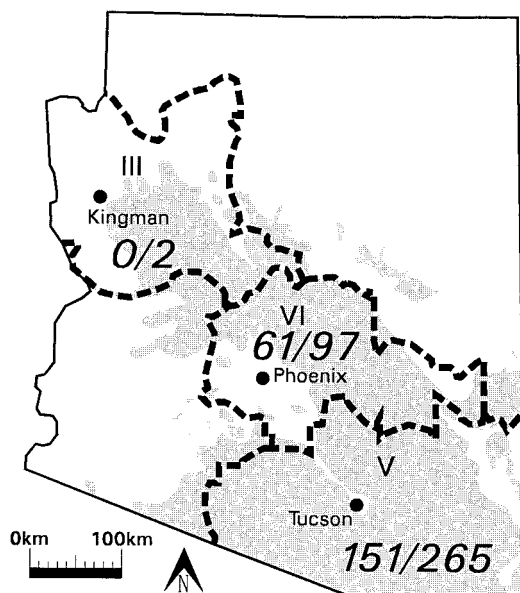 III
Kingman
0/2
VI
61/97
Phoenix
V
Tucson
151/265
0km 100km
N